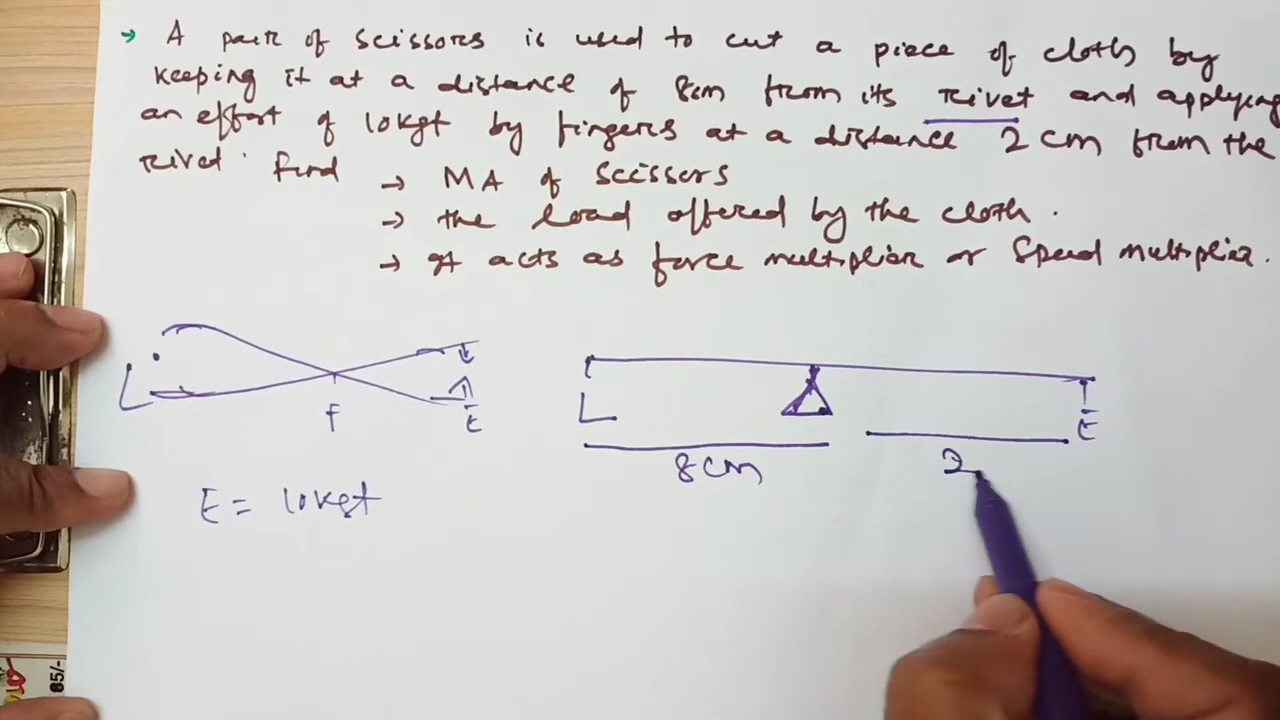 → A pair of scissors is used to cut a piece of cloth by
keeping it at a distance of 8cm from its rivet and applying
an effort of 10kgf by fingers at a distance 2 cm from the
rivet. find → MA of scissors
→ the load offered by the cloth.
→ It acts as force multiplier or Speed multiplier.
L F E
L E
8cm 2
E = 10kgf
85/-